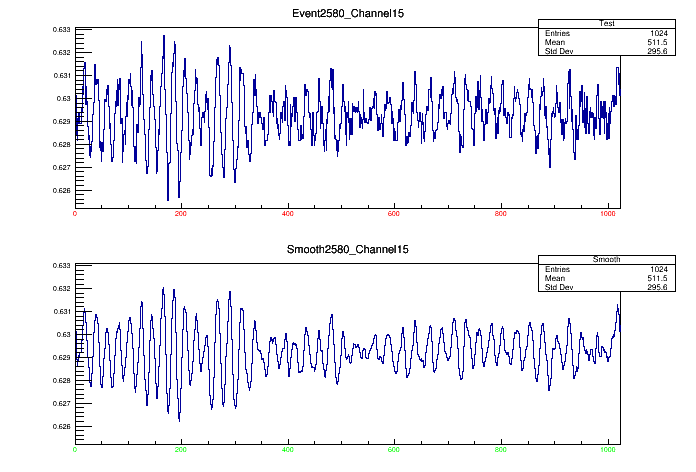 Event2580_Channel15
Test
Entries 1024
Mean 511.5
Std Dev 295.6
0.633
0.632
0.631
0.63
0.629
0.628
0.627
0.626
0 200 400 600 800 1000
Smooth2580_Channel15
Smooth
Entries 1024
Mean 511.5
Std Dev 295.6
0.633
0.632
0.631
0.63
0.629
0.628
0.627
0.626
0 200 400 600 800 1000